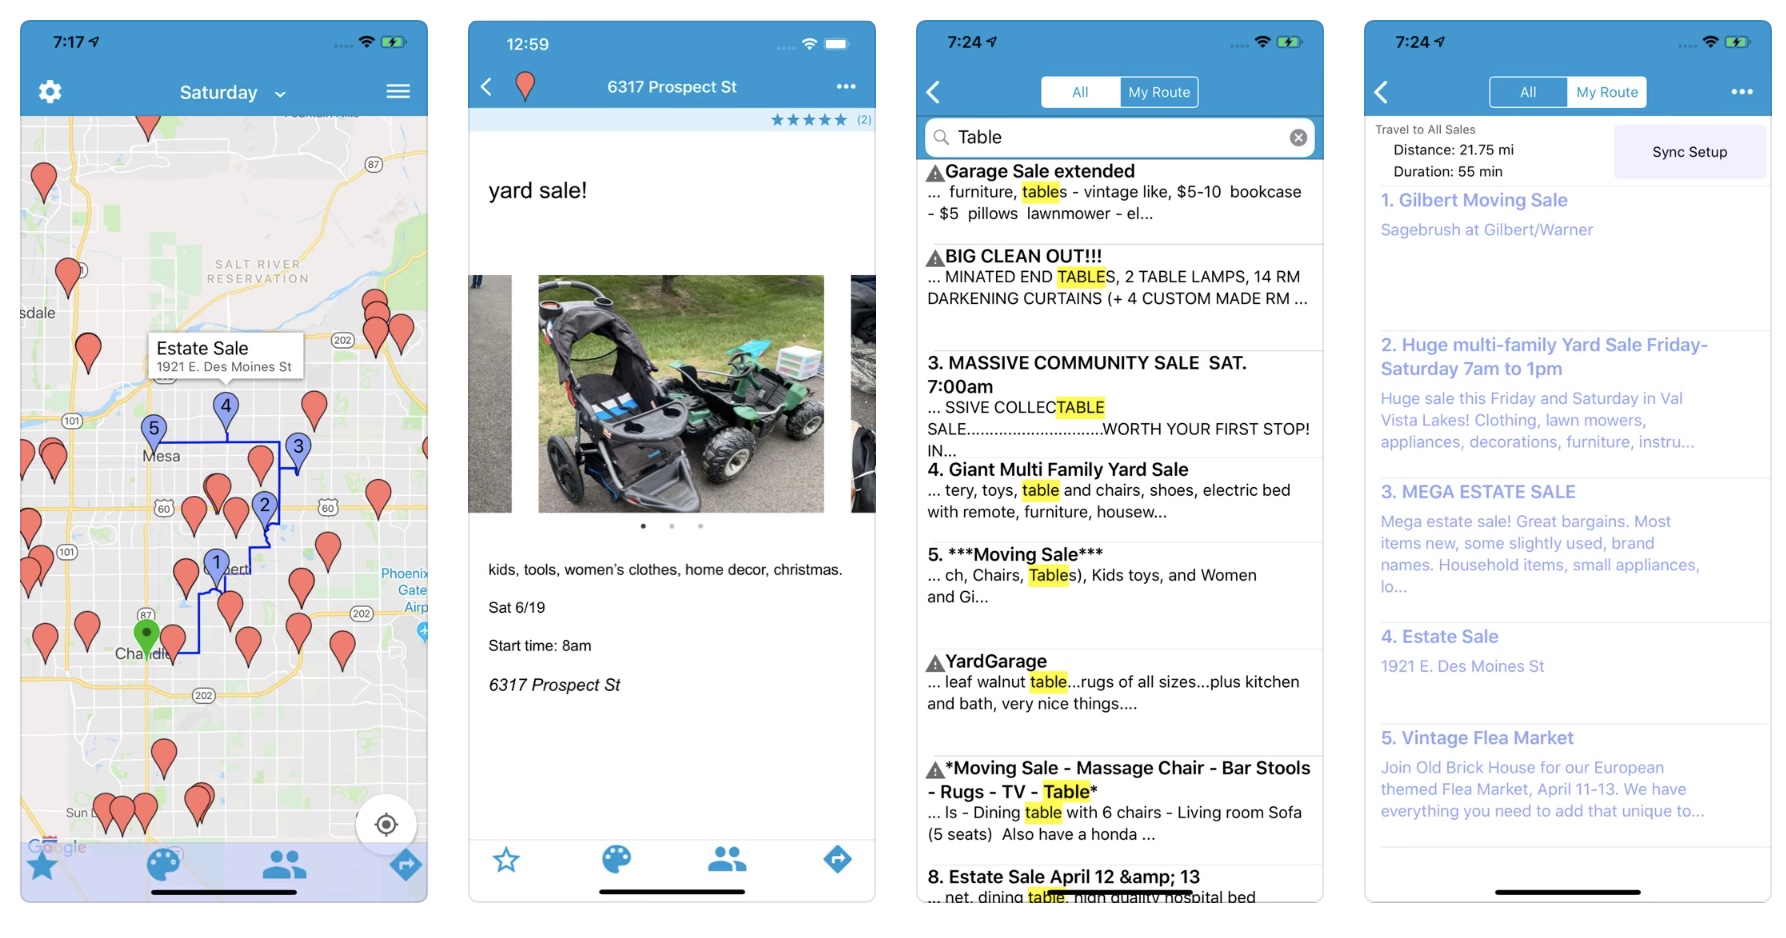 7:17
Saturday
87
SALT RIVER
RESERVATION
sdale
202
Estate Sale
1921 E. Des Moines St
101
4
5
3
Mesa
2
60
60
101
1
Phoenix
Gate
Airp
87
202
202
Sun
Google
12:59
6317 Prospect St
(2)
yard sale!
kids, tools, women's clothes, home decor, christmas.
Sat 6/19
Start time: 8am
6317 Prospect St
7:24
All
My Route
Table
Garage Sale extended
... furniture, tables - vintage like, $5-10 bookcase
- $5 pillows lawnmower - el...
BIG CLEAN OUT!!!
... MINATED END TABLES, 2 TABLE LAMPS, 14 RM
DARKENING CURTAINS (+ 4 CUSTOM MADE RM ...
3. MASSIVE COMMUNITY SALE SAT.
7:00am
... SSIVE COLLECTABLE
SALE..............................WORTH YOUR FIRST STOP!
IN...
4. Giant Multi Family Yard Sale
... tery, toys, table and chairs, shoes, electric bed
with remote, furniture, housew...
5. ***Moving Sale***
... ch, Chairs, Tables), Kids toys, and Women
and Gi...
YardGarage
... leaf walnut table...rugs of all sizes...plus kitchen
and bath, very nice things....
*Moving Sale - Massage Chair - Bar Stools
- Rugs - TV - Table*
... ls - Dining table with 6 chairs - Living room Sofa
(5 seats) Also have a honda ...
8. Estate Sale April 12 &amp; 13
... net, dining table, high quality hospital bed
7:24
All
My Route
Travel to All Sales
Distance: 21.75 mi
Duration: 55 min
Sync Setup
1. Gilbert Moving Sale
Sagebrush at Gilbert/Warner
2. Huge multi-family Yard Sale Friday-
Saturday 7am to 1pm
Huge sale this Friday and Saturday in Val
Vista Lakes! Clothing, lawn mowers,
appliances, decorations, furniture, instru...
3. MEGA ESTATE SALE
Mega estate sale! Great bargains. Most
items new, some slightly used, brand
names. Household items, small appliances,
lo...
4. Estate Sale
1921 E. Des Moines St
5. Vintage Flea Market
Join Old Brick House for our European
themed Flea Market, April 11-13. We have
everything you need to add that unique to...